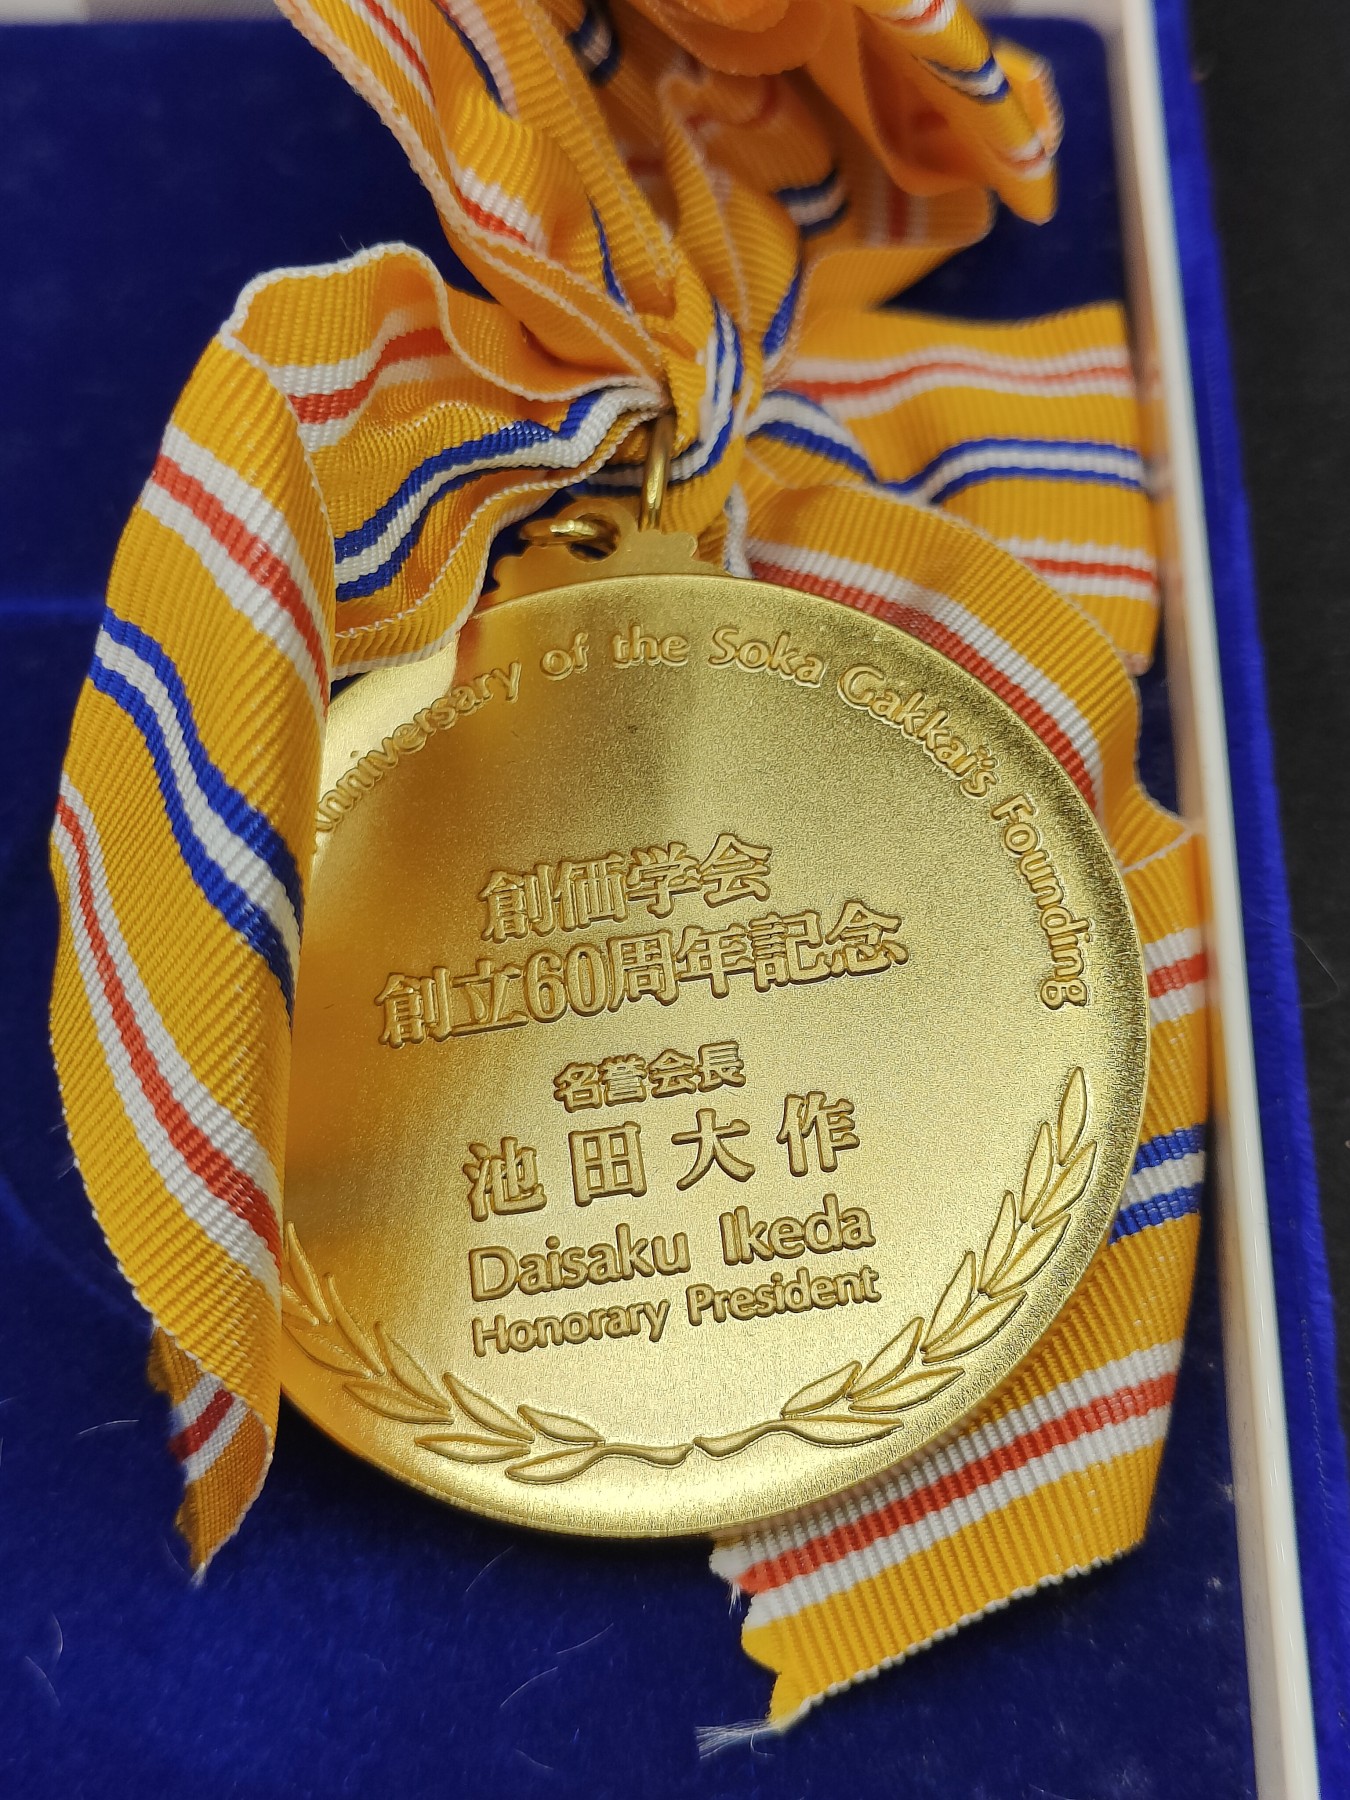 Anniversary of the Soka Gakkai's Founding
創価学会
創立60周年記念
名誉会長
池田大作
Daisaku Ikeda
Honorary President